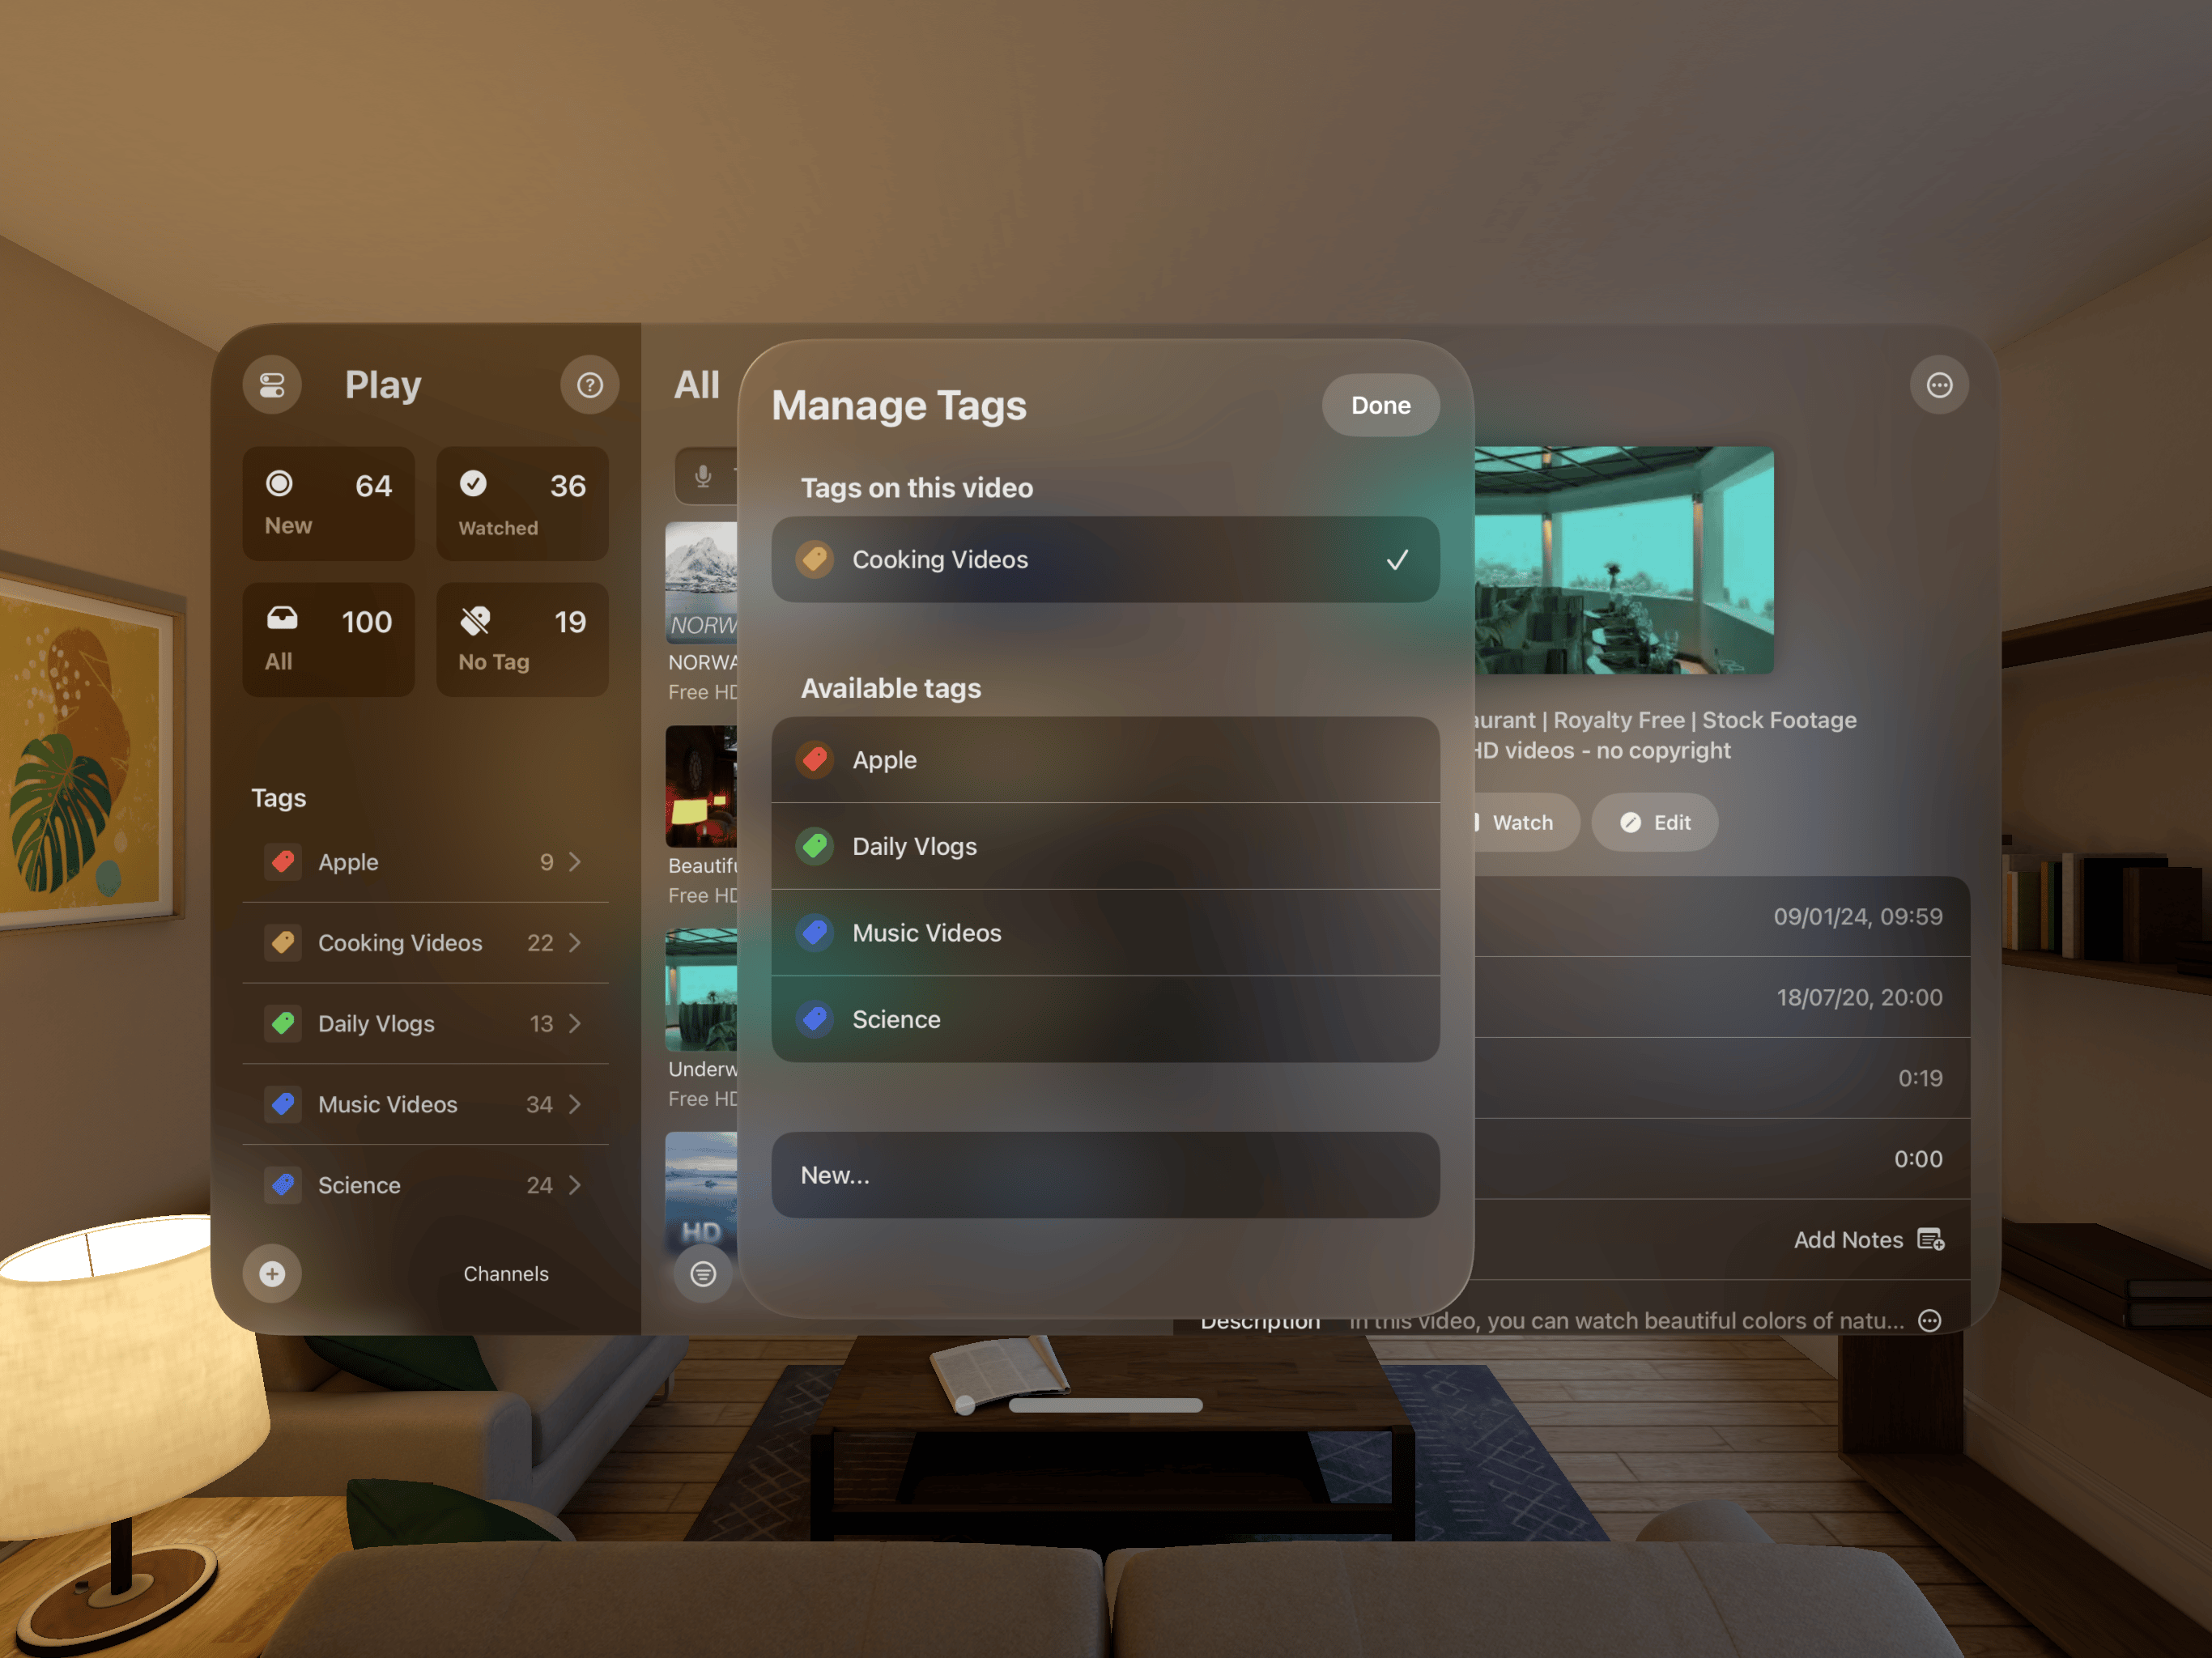 Play
64
New
36
Watched
100
All
19
No Tag
Tags
Apple 9
Cooking Videos 22
Daily Vlogs 13
Music Videos 34
Science 24
Channels
All
NORW
NORWA
Free HD
Beautifu
Free HD
Underw
Free HD
HD
Manage Tags
Done
Tags on this video
Cooking Videos
Available tags
Apple
Daily Vlogs
Music Videos
Science
New...
aurant | Royalty Free | Stock Footage
HD videos - no copyright
Watch
Edit
09/01/24, 09:59
18/07/20, 20:00
0:19
0:00
Add Notes
Description In this video, you can watch beautiful colors of natu...